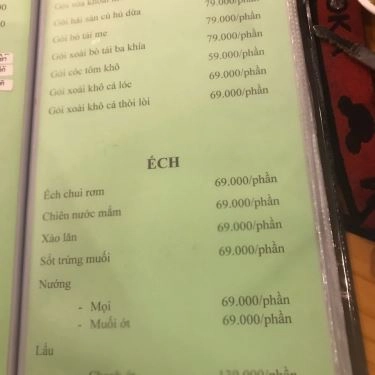 79.000/phần
Gỏi hải sản củ hủ dừa 79.000/phần
Gỏi bò tái me 79.000/phần
Gỏi xoài bò tái ba khía 79.000/phần
Gỏi cóc tôm khô 59.000/phần
Gỏi xoài khô cá lóc 69.000/phần
Gỏi xoài khô cá thòi lòi 69.000/phần
ẾCH
Ếch chui rơm 69.000/phần
Chiên nước mắm 69.000/phần
Xào lăn 69.000/phần
Sốt trứng muối 69.000/phần
Nướng
- Mọi 69.000/phần
- Muối ớt 69.000/phần
Lẩu